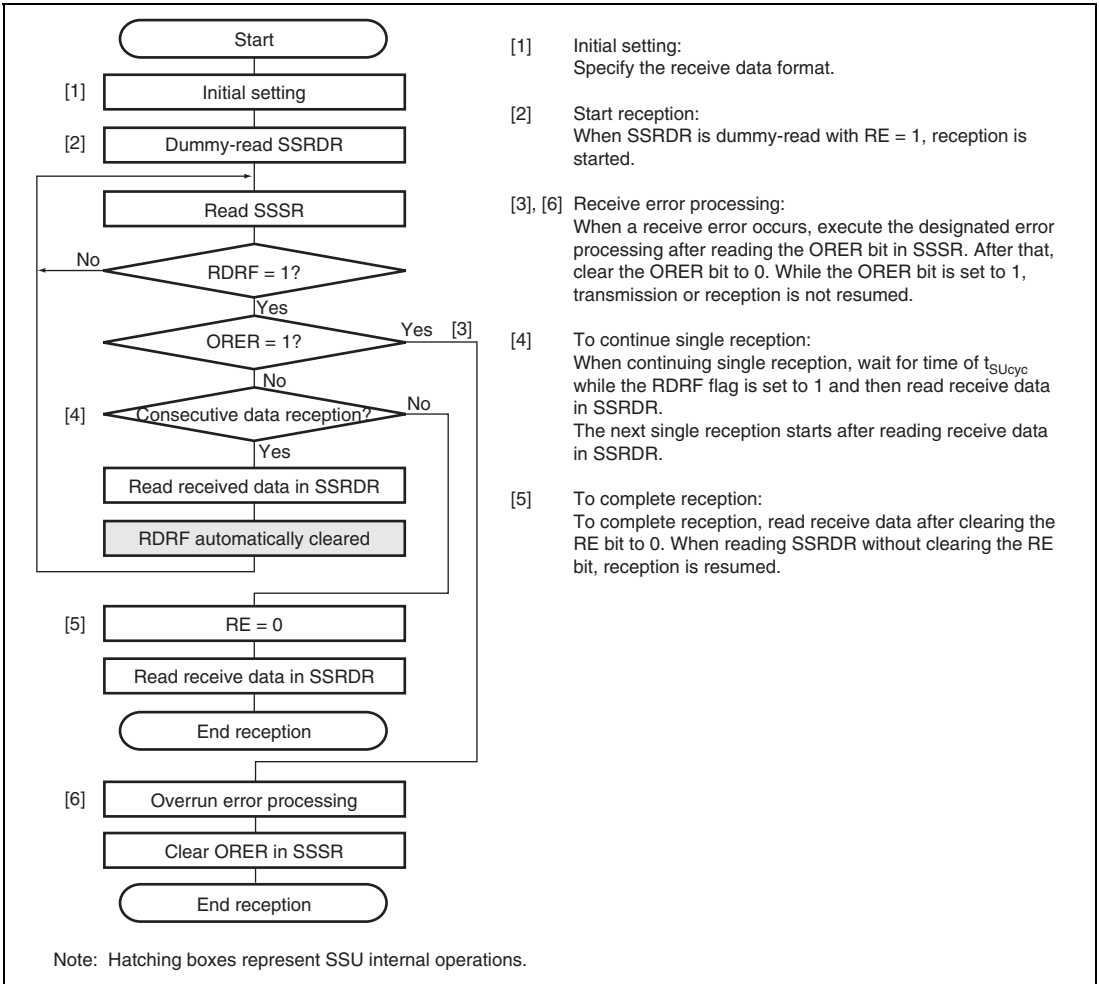 Start
[1] Initial setting
[2] Dummy-read SSRDR
Read SSSR
No
RDRF = 1?
Yes
ORER = 1?
Yes [3]
No
[4] Consecutive data reception?
No
Yes
Read received data in SSRDR
RDRF automatically cleared
[5] RE = 0
Read receive data in SSRDR
End reception
[6] Overrun error processing
Clear ORER in SSSR
End reception
[1] Initial setting:
Specify the receive data format.
[2] Start reception:
When SSRDR is dummy-read with RE = 1, reception is
started.
[3], [6] Receive error processing:
When a receive error occurs, execute the designated error
processing after reading the ORER bit in SSSR. After that,
clear the ORER bit to 0. While the ORER bit is set to 1,
transmission or reception is not resumed.
[4] To continue single reception:
When continuing single reception, wait for time of tSUcyc
while the RDRF flag is set to 1 and then read receive data
in SSRDR.
The next single reception starts after reading receive data
in SSRDR.
[5] To complete reception:
To complete reception, read receive data after clearing the
RE bit to 0. When reading SSRDR without clearing the RE
bit, reception is resumed.
Note: Hatching boxes represent SSU internal operations.